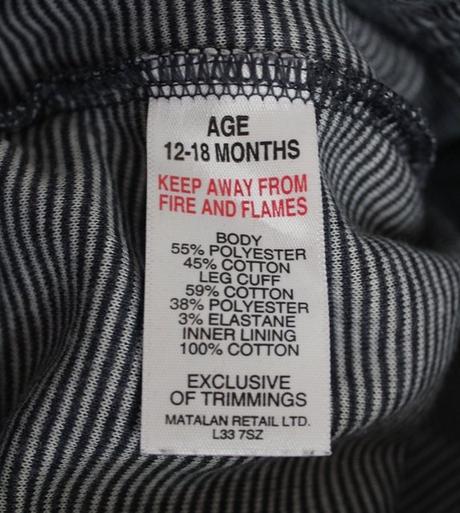 AGE
12-18 MONTHS
KEEP AWAY FROM
FIRE AND FLAMES
BODY
55% POLYESTER
45% COTTON
LEG CUFF
59% COTTON
38% POLYESTER
3% ELASTANE
INNER LINING
100% COTTON
EXCLUSIVE
OF TRIMMINGS
MATALAN RETAIL LTD.
L33 7SZ